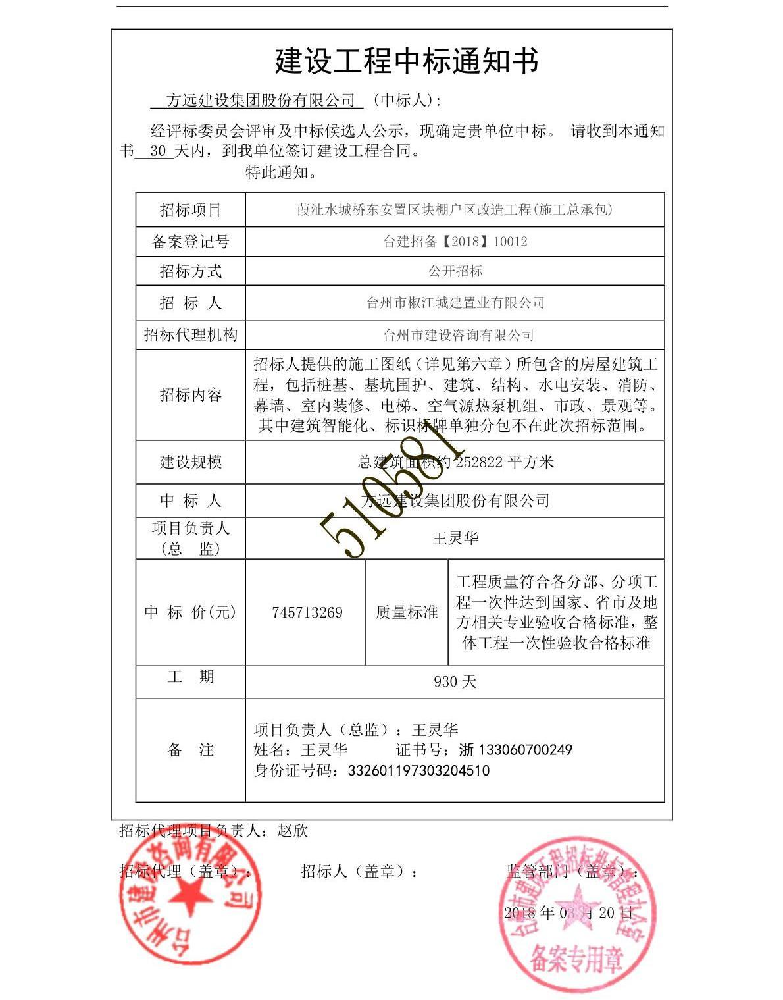 建设工程中标通知书
方远建设集团股份有限公司 (中标人):
经评标委员会评审及中标候选人公示，现确定贵单位中标。 请收到本通知
书 30 天内，到我单位签订建设工程合同。
特此通知。
招标项目 葭沚水城桥东安置区块棚户区改造工程(施工总承包)
备案登记号 台建招备【2018】10012
招标方式 公开招标
招 标 人 台州市椒江城建置业有限公司
招标代理机构 台州市建设咨询有限公司
招标内容
招标人提供的施工图纸（详见第六章）所包含的房屋建筑工
程，包括桩基、基坑围护、建筑、结构、水电安装、消防、
幕墙、室内装修、电梯、空气源热泵机组、市政、景观等。
其中建筑智能化、标识标牌单独分包不在此次招标范围。
建设规模 总建筑面积约 252822 平方米
510581
中 标 人 方远建设集团股份有限公司
项目负责人
(总 监)
王灵华
中 标 价(元) 745713269 质量标准
工程质量符合各分部、分项工
程一次性达到国家、省市及地
方相关专业验收合格标准，整
体工程一次性验收合格标准
工 期 930 天
备 注
项目负责人（总监）：王灵华
姓名：王灵华 证书号：浙 133060700249
身份证号码：332601197303204510
招标代理项目负责人：赵欣
招标代理（盖章）： 招标人（盖章）： 监管部门（盖章）：
2018 年 03 月 20 日
台州市建设咨询有限公司
台州市建设工程招标投标管理办公室
备案专用章